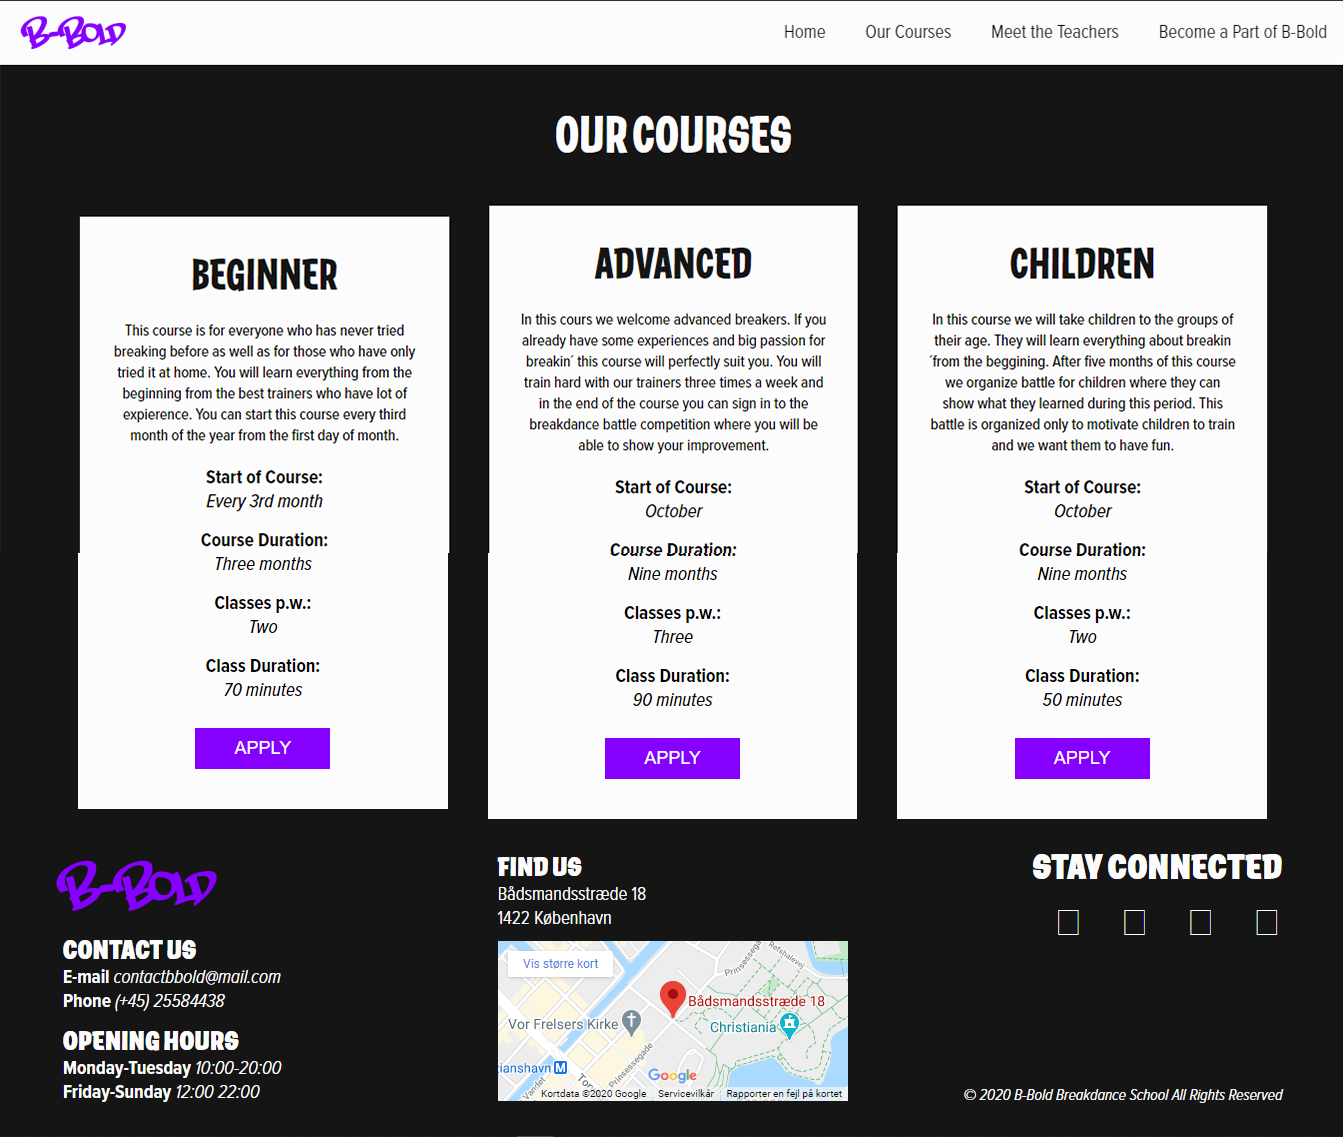 B-BOLD
Home Our Courses Meet the Teachers Become a Part of B-Bold
OUR COURSES
BEGINNER
This course is for everyone who has never tried
breaking before as well as for those who have only
tried it at home. You will learn everything from the
beginning from the best trainers who have lot of
expierence. You can start this course every third
month of the year from the first day of month.
Start of Course:
Every 3rd month
Course Duration:
Three months
Classes p.w.:
Two
Class Duration:
70 minutes
APPLY
ADVANCED
In this cours we welcome advanced breakers. If you
already have some experiences and big passion for
breakin´ this course will perfectly suit you. You will
train hard with our trainers three times a week and
in the end of the course you can sign in to the
breakdance battle competition where you will be
able to show your improvement.
Start of Course:
October
Course Duration:
Nine months
Classes p.w.:
Three
Class Duration:
90 minutes
APPLY
CHILDREN
In this course we will take children to the groups of
their age. They will learn everything about breakin
´from the beggining. After five months of this course
we organize battle for children where they can
show what they learned during this period. This
battle is organized only to motivate children to train
and we want them to have fun.
Start of Course:
October
Course Duration:
Nine months
Classes p.w.:
Two
Class Duration:
50 minutes
APPLY
B-BOLD
CONTACT US
E-mail contactbbold@mail.com
Phone (+45) 25584438
OPENING HOURS
Monday-Tuesday 10:00-20:00
Friday-Sunday 12:00 22:00
FIND US
Bådsmandsstræde 18
1422 København
Vis større kort
Prinsessegade
Refshalevej
Bådsmandsstræde 18
Vor Frelsers Kirke
Christiania
Prinsessegade
ianshavn M
Vandet
Google
Kortdata ©2020 Google Servicevilkår Rapporter en fejl på kortet
STAY CONNECTED
© 2020 B-Bold Breakdance School All Rights Reserved